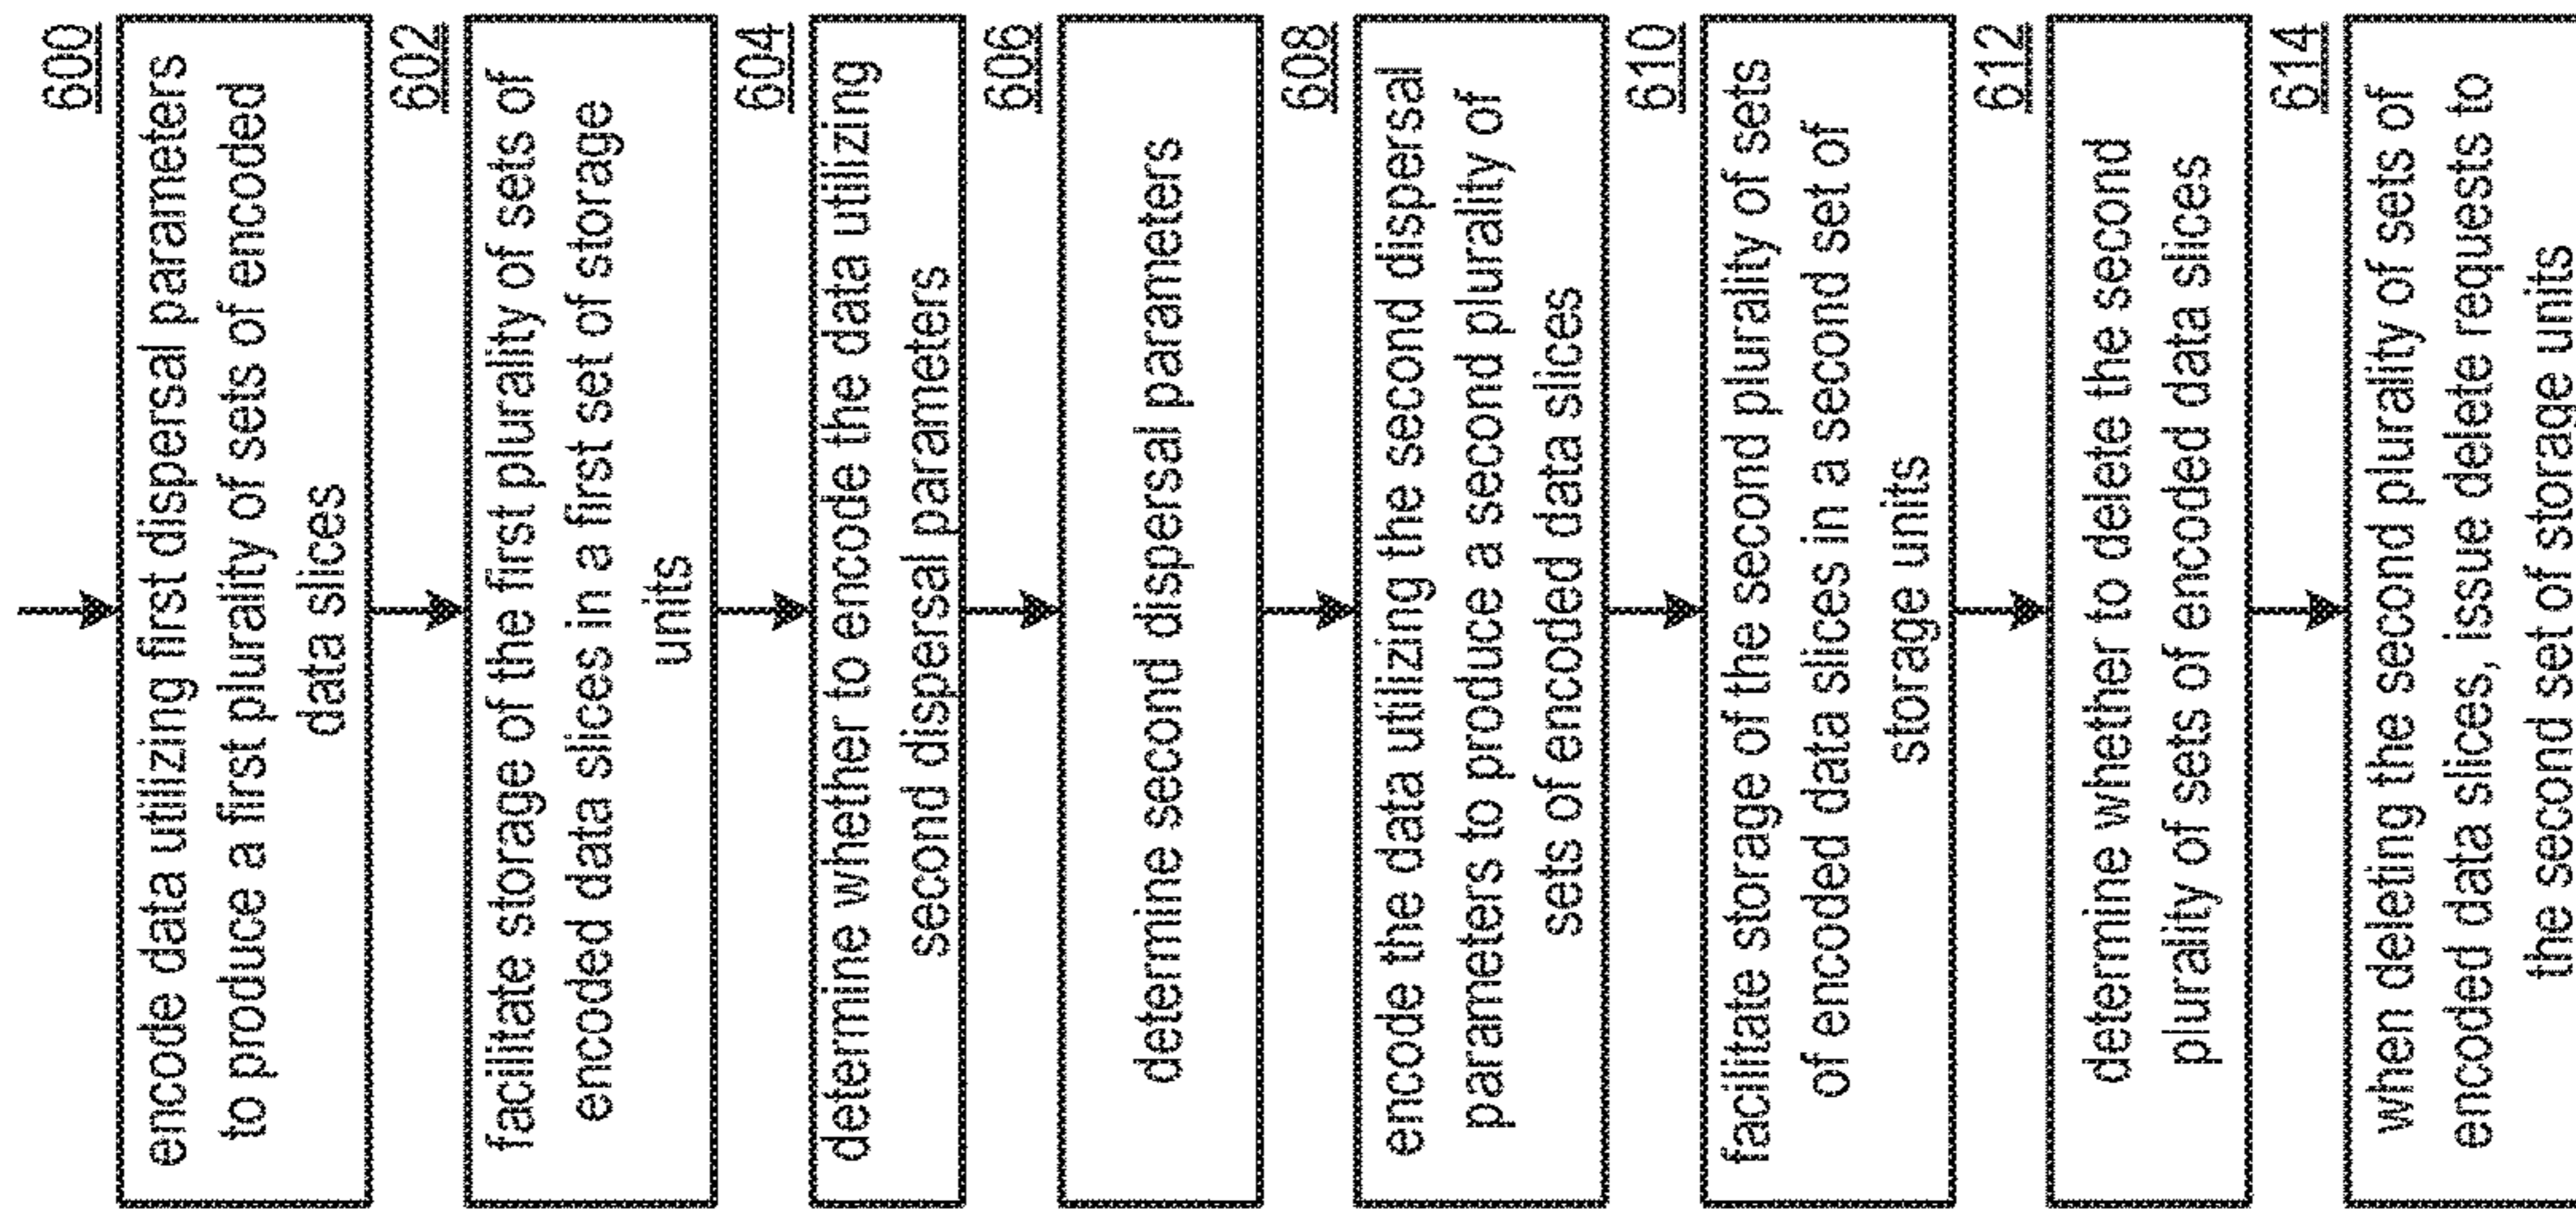 600
encode data utilizing first dispersal parameters
to produce a first plurality of sets of encoded
data slices
602
facilitate storage of the first plurality of sets of
encoded data slices in a first set of storage
units
604
determine whether to encode the data utilizing
second dispersal parameters
606
determine second dispersal parameters
608
encode the data utilizing the second dispersal
parameters to produce a second plurality of
sets of encoded data slices
610
facilitate storage of the second plurality of sets
of encoded data slices in a second set of
storage units
612
determine whether to delete the second
plurality of sets of encoded data slices
614
when deleting the second plurality of sets of
encoded data slices, issue delete requests to
the second set of storage units